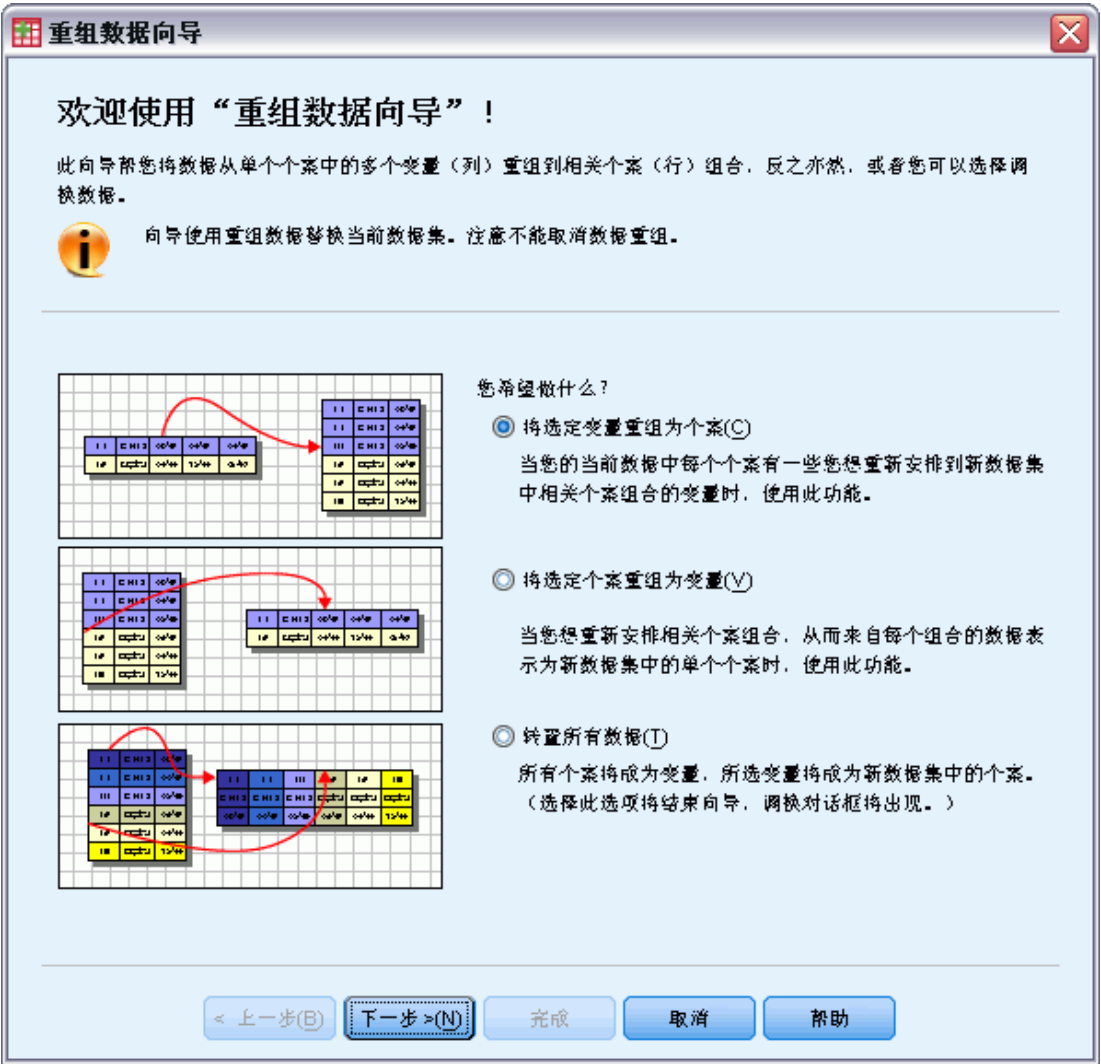 重组数据向导
欢迎使用“重组数据向导”！
此向导帮您将数据从单个个案中的多个变量（列）重组到相关个案（行）组合，反之亦然，或者您可以选择调
换数据。
向导使用重组数据替换当前数据集。注意不能取消数据重组。
您希望做什么？
将选定变量重组为个案(C)
当您的当前数据中每个个案有一些您想重新安排到新数据集
中相关个案组合的变量时，使用此功能。
将选定个案重组为变量(V)
当您想重新安排相关个案组合，从而来自每个组合的数据表
示为新数据集中的单个个案时，使用此功能。
转置所有数据(T)
所有个案将成为变量，所选变量将成为新数据集中的个案。
（选择此选项将结束向导，调换对话框将出现。）
< 上一步(B)
下一步 >(N)
完成
取消
帮助